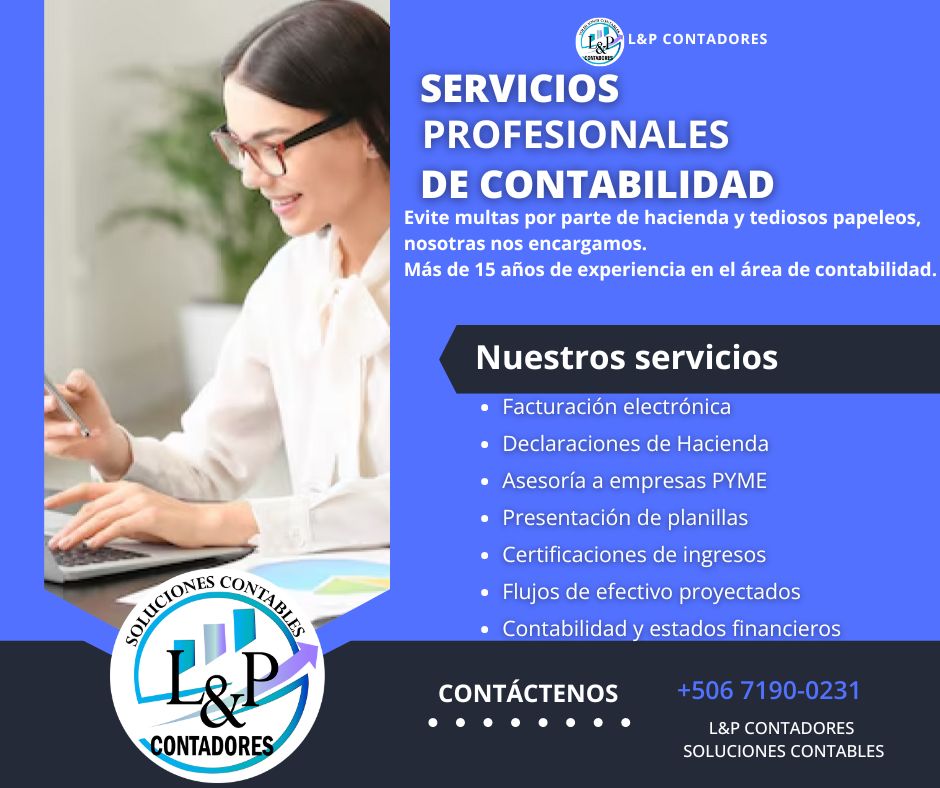 SOLUCIONES CONTABLES
L&P
CONTADORES
L&P CONTADORES
SERVICIOS
PROFESIONALES
DE CONTABILIDAD
Evite multas por parte de hacienda y tediosos papeleos,
nosotras nos encargamos.
Más de 15 años de experiencia en el área de contabilidad.
Nuestros servicios
• Facturación electrónica
• Declaraciones de Hacienda
• Asesoría a empresas PYME
• Presentación de planillas
• Certificaciones de ingresos
• Flujos de efectivo proyectados
• Contabilidad y estados financieros
SOLUCIONES CONTABLES
L&P
CONTADORES
CONTÁCTENOS
+506 7190-0231
L&P CONTADORES
SOLUCIONES CONTABLES